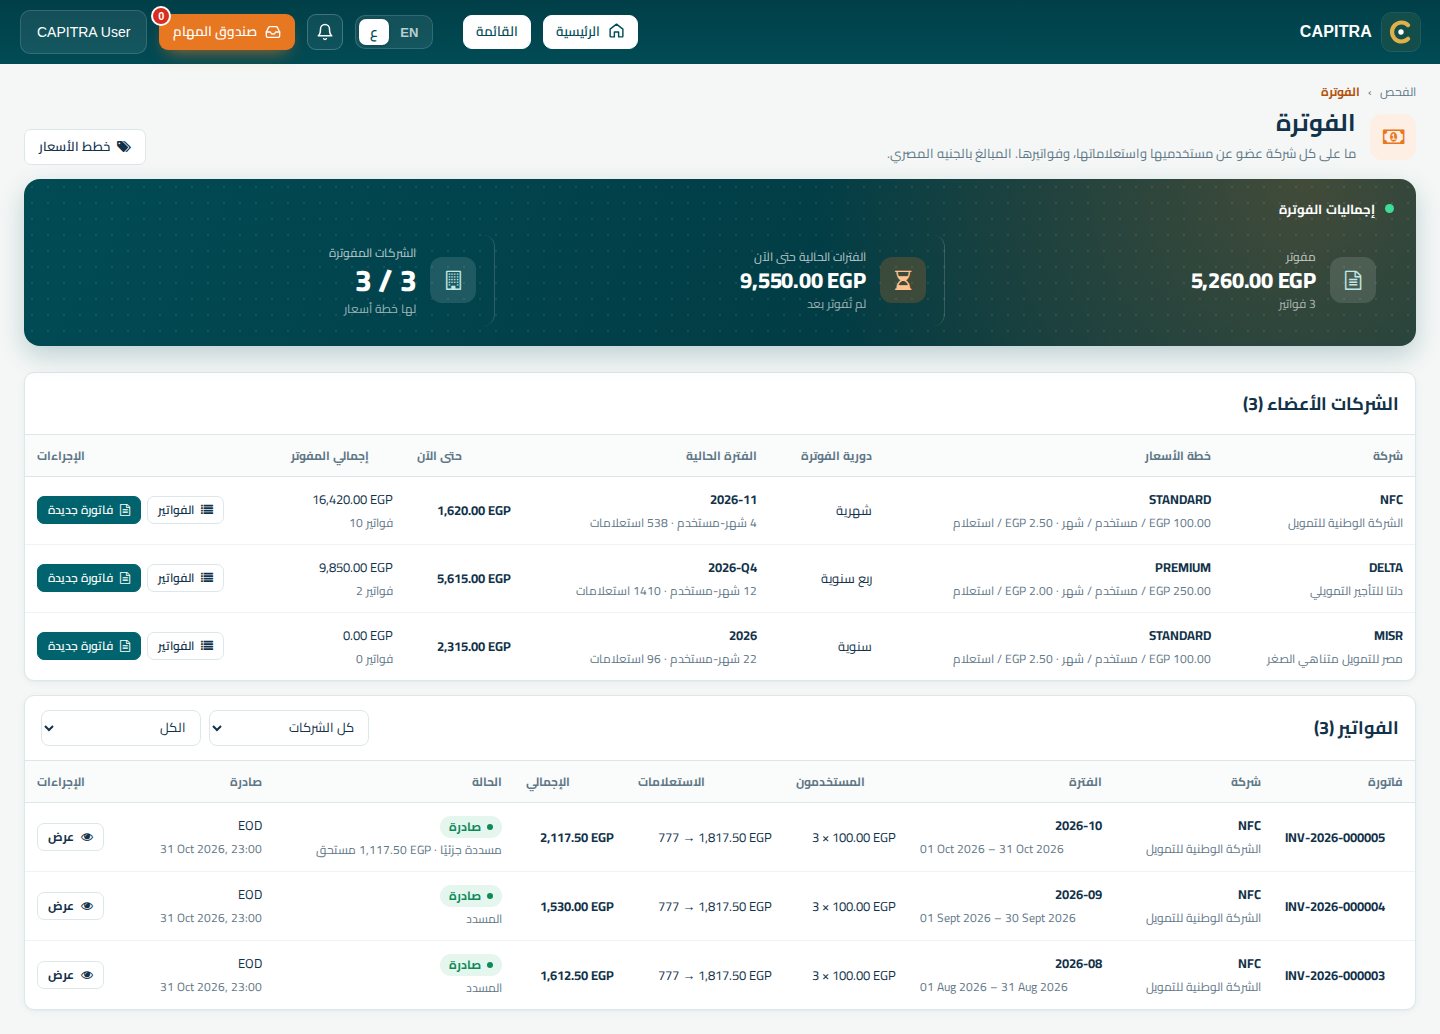 CAPITRA
الرئيسية
القائمة
EN
ع
صندوق المهام
0
CAPITRA User
الفحص › الفوترة
الفوترة
ما على كل شركة عضو عن مستخدميها واستعلاماتها، وفواتيرها. المبالغ بالجنيه المصري.
خطط الأسعار
إجماليات الفوترة
مفوتر
5,260.00 EGP
3 فواتير
الفترات الحالية حتى الآن
9,550.00 EGP
لم تُفوتر بعد
الشركات المفوترة
3 / 3
لها خطة أسعار
الشركات الأعضاء (3)
شركة	خطة الأسعار	دورية الفوترة	الفترة الحالية	حتى الآن	إجمالي المفوتر	الإجراءات
NFC	STANDARD	شهرية	2026-11	1,620.00 EGP	16,420.00 EGP	الفواتير	فاتورة جديدة
الشركة الوطنية للتمويل	EGP 100.00 / مستخدم / شهر · EGP 2.50 / استعلام	4 شهر-مستخدم · 538 استعلامات	فواتير 10
DELTA	PREMIUM	ربع سنوية	2026-Q4	5,615.00 EGP	9,850.00 EGP	الفواتير	فاتورة جديدة
دلتا للتأجير التمويلي	EGP 250.00 / مستخدم / شهر · EGP 2.00 / استعلام	12 شهر-مستخدم · 1410 استعلامات	فواتير 2
MISR	STANDARD	سنوية	2026	2,315.00 EGP	0.00 EGP	الفواتير	فاتورة جديدة
مصر للتمويل متناهي الصغر	EGP 100.00 / مستخدم / شهر · EGP 2.50 / استعلام	22 شهر-مستخدم · 96 استعلامات	فواتير 0
الفواتير (3)
كل الشركات
الكل
فاتورة	شركة	الفترة	المستخدمون	الاستعلامات	الإجمالي	الحالة	صادرة	الإجراءات
INV-2026-000005	NFC	2026-10	3 × 100.00 EGP	777 → 1,817.50 EGP	2,117.50 EGP	صادرة	EOD	عرض
الشركة الوطنية للتمويل	01 Oct 2026 – 31 Oct 2026	مسددة جزئيًا · EGP 1,117.50 مستحق	31 Oct 2026, 23:00
INV-2026-000004	NFC	2026-09	3 × 100.00 EGP	777 → 1,817.50 EGP	1,530.00 EGP	صادرة	EOD	عرض
الشركة الوطنية للتمويل	01 Sept 2026 – 30 Sept 2026	المسدد	31 Oct 2026, 23:00
INV-2026-000003	NFC	2026-08	3 × 100.00 EGP	777 → 1,817.50 EGP	1,612.50 EGP	صادرة	EOD	عرض
الشركة الوطنية للتمويل	01 Aug 2026 – 31 Aug 2026	المسدد	31 Oct 2026, 23:00